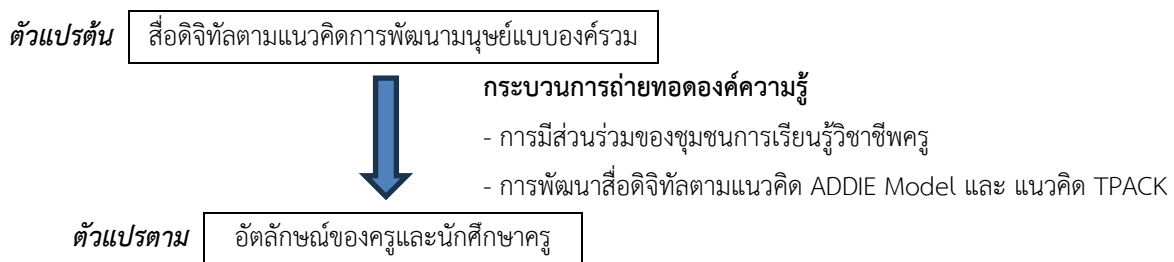 ตัวแปรต้น สื่อดิจิทัลตามแนวคิดการพัฒนามนุษย์แบบองค์รวม
กระบวนการถ่ายทอดองค์ความรู้
- การมีส่วนร่วมของชุมชนการเรียนรู้วิชาชีพครู
- การพัฒนาสื่อดิจิทัลตามแนวคิด ADDIE Model และ แนวคิด TPACK
ตัวแปรตาม อัตลักษณ์ของครูและนักศึกษาครู